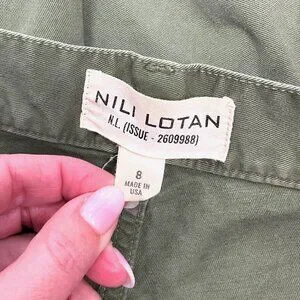 NILI LOTAN
N.L. (ISSUE - 2609988)
8
MADE IN
USA